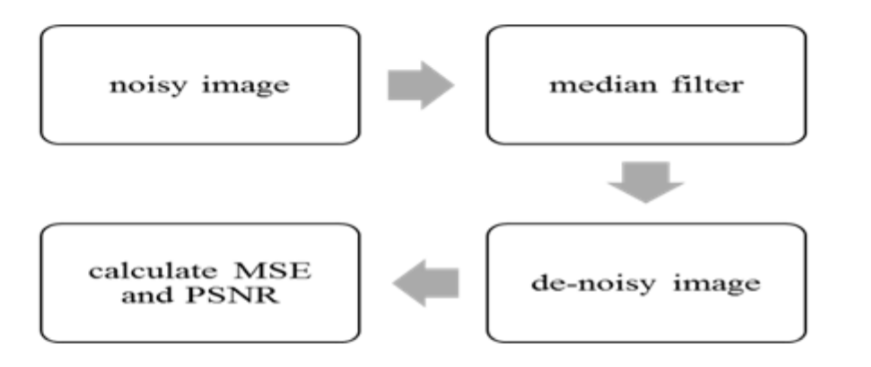 noisy image
median filter
de-noisy image
calculate MSE
and PSNR